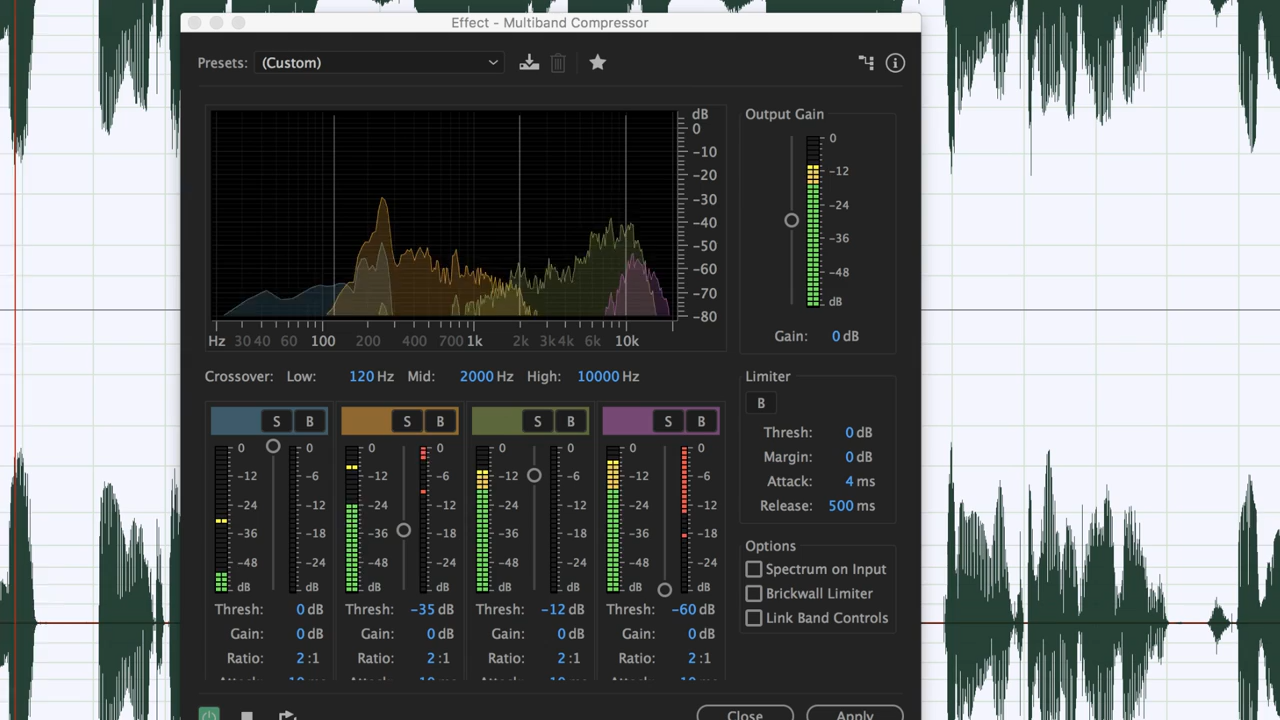 Effect - Multiband Compressor
Presets: (Custom)
dB
0
-10
-20
-30
-40
-50
-60
-70
-80
Hz 30 40 60 100 200 400 700 1k 2k 3k 4k 6k 10k
Output Gain
0
-12
-24
-36
-48
dB
Gain: 0 dB
Crossover: Low: 120 Hz Mid: 2000 Hz High: 10000 Hz
S B S B S B S B
0 0 0 0 0 0 0 0
-12 -6 -12 -6 -12 -6 -12 -6
-24 -12 -24 -12 -24 -12 -24 -12
-36 -18 -36 -18 -36 -18 -36 -18
-48 -24 -48 -24 -48 -24 -48 -24
dB dB dB dB dB dB dB dB
Thresh: 0 dB Thresh: -35 dB Thresh: -12 dB Thresh: -60 dB
Gain: 0 dB Gain: 0 dB Gain: 0 dB Gain: 0 dB
Ratio: 2 :1 Ratio: 2 :1 Ratio: 2 :1 Ratio: 2 :1
Limiter
B
Thresh: 0 dB
Margin: 0 dB
Attack: 4 ms
Release: 500 ms
Options
Spectrum on Input
Brickwall Limiter
Link Band Controls
Close Apply